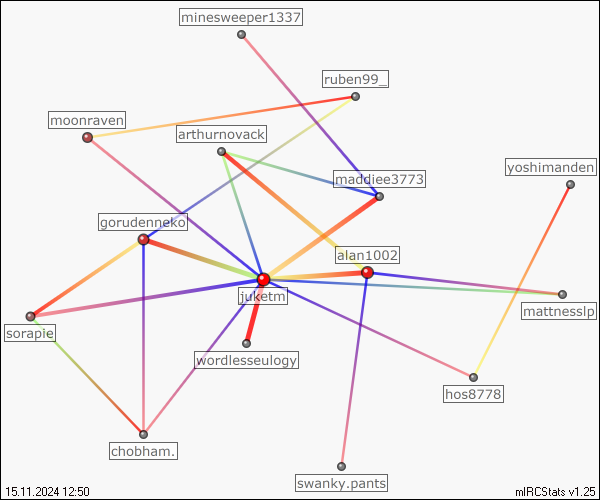 minesweeper1337
ruben99_
moonraven
arthurnovack
yoshimanden
maddiee3773
gorudenneko
alan1002
juketm
mattnesslp
sorapie
wordlesseulogy
hos8778
chobham.
swanky.pants
15.11.2024 12:50
mIRCStats v1.25